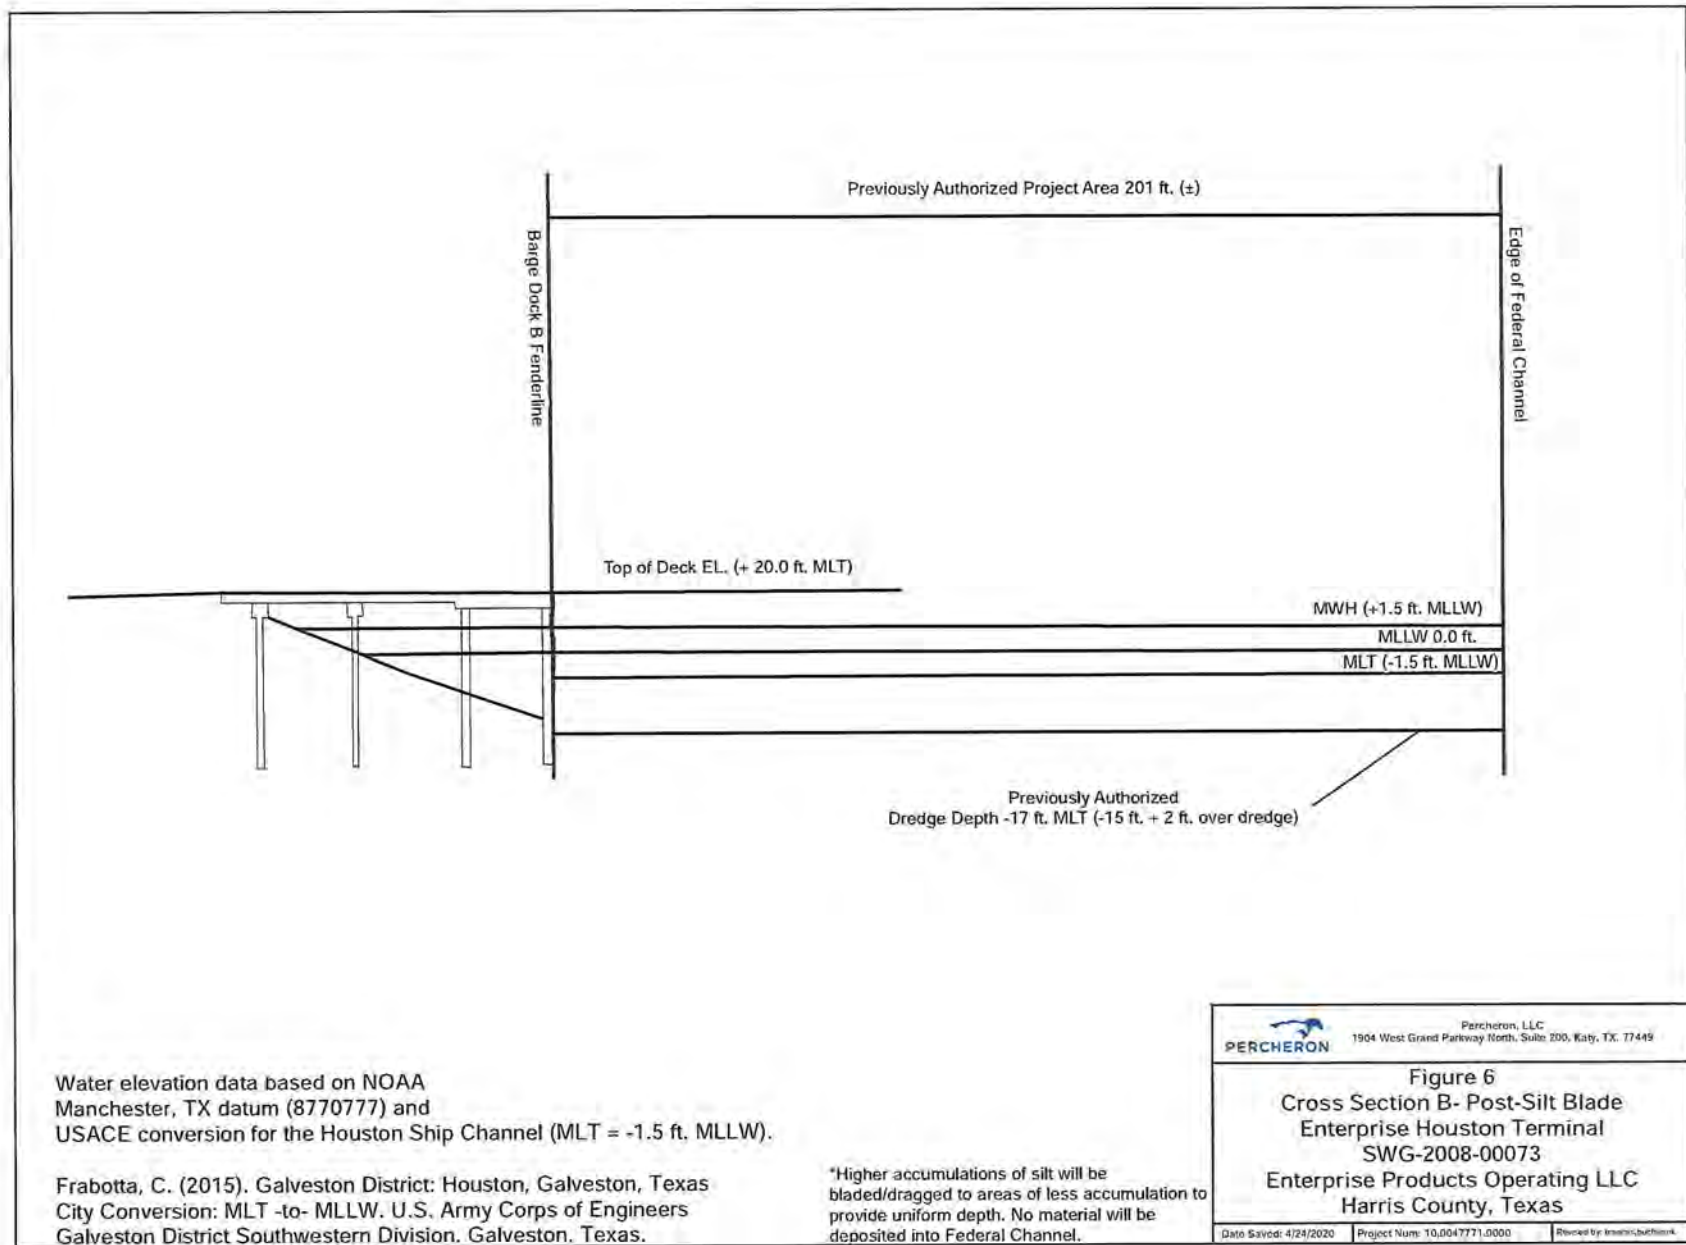 Previously Authorized Project Area 201 ft. (±)
Barge Dock B Fenderline
Edge of Federal Channel
Top of Deck EL. (+ 20.0 ft. MLT)
MWH (+1.5 ft. MLLW)
MLLW 0.0 ft.
MLT (-1.5 ft. MLLW)
Previously Authorized
Dredge Depth -17 ft. MLT (-15 ft. + 2 ft. over dredge)
Water elevation data based on NOAA
Manchester, TX datum (8770777) and
USACE conversion for the Houston Ship Channel (MLT = -1.5 ft. MLLW).
Frabotta, C. (2015). Galveston District: Houston, Galveston, Texas
City Conversion: MLT -to- MLLW. U.S. Army Corps of Engineers
Galveston District Southwestern Division. Galveston. Texas.
*Higher accumulations of silt will be
bladed/dragged to areas of less accumulation to
provide uniform depth. No material will be
deposited into Federal Channel.
PERCHERON
Percheron, LLC
1904 West Grand Parkway North, Suite 200, Katy, TX. 77449
Figure 6
Cross Section B- Post-Silt Blade
Enterprise Houston Terminal
SWG-2008-00073
Enterprise Products Operating LLC
Harris County, Texas
Date Saved: 4/24/2020
Project Num: 10.0047771.0000
by: